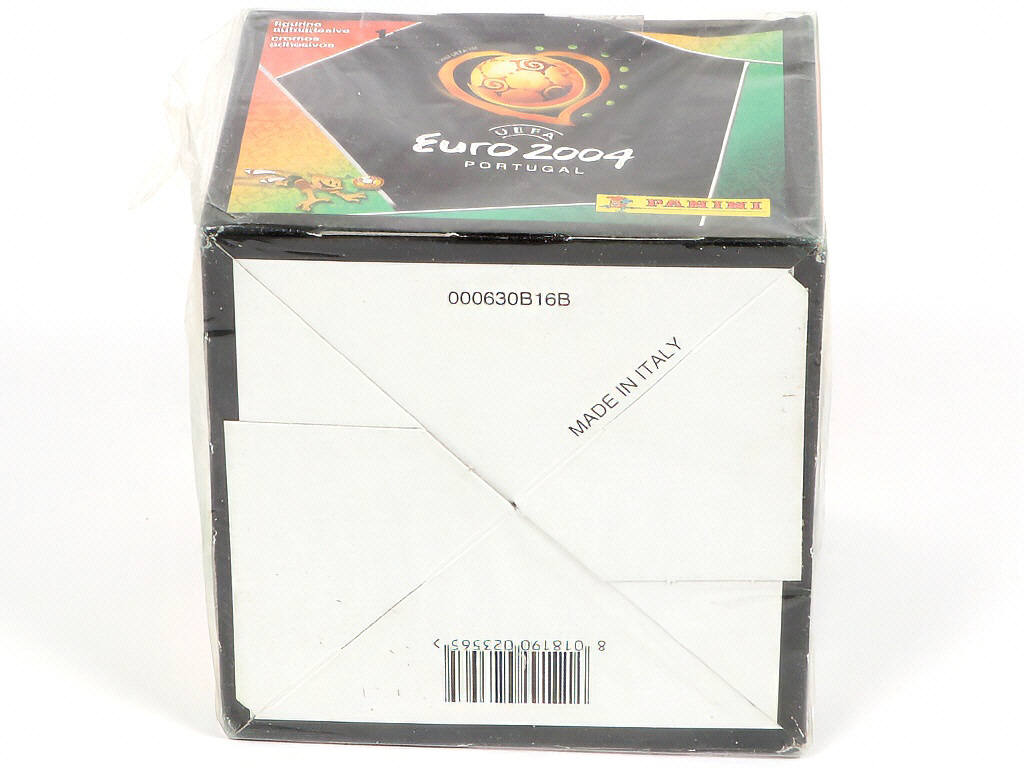 figurine
autoadesive
cromos
adhesivos
UEFA
Euro 2004
PORTUGAL
PANINI
000630B16B
MADE IN ITALY
8 018190 023565 >